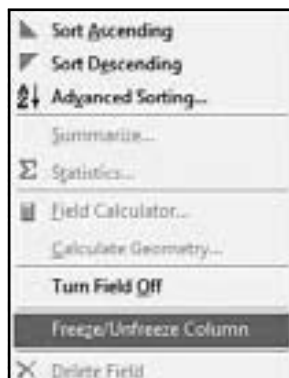 Sort Ascending
Sort Descending
Advanced Sorting...
Summarize...
Σ Statistics...
Field Calculator...
Calculate Geometry...
Turn Field Off
Freeze/Unfreeze Column
Delete Field